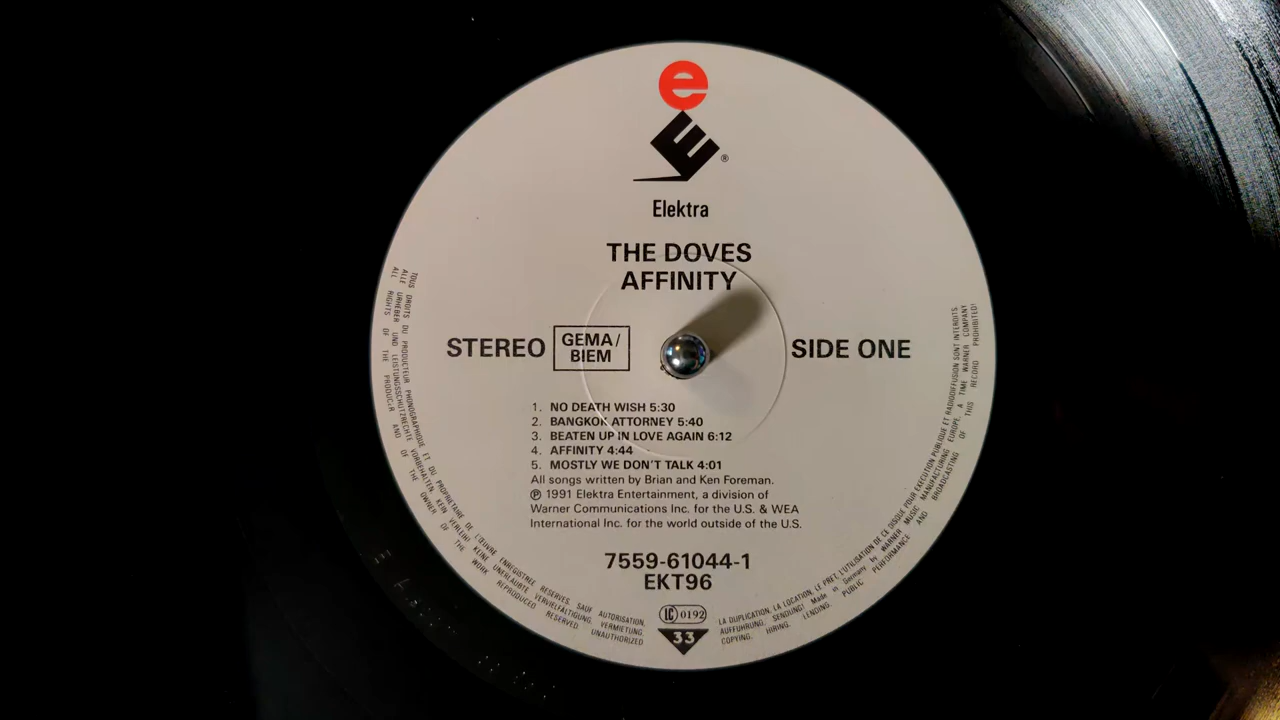 e
E®
Elektra
THE DOVES
AFFINITY
STEREO
GEMA/
BIEM
SIDE ONE
1. NO DEATH WISH 5:30
2. BANGKOK ATTORNEY 5:40
3. BEATEN UP IN LOVE AGAIN 6:12
4. AFFINITY 4:44
5. MOSTLY WE DON'T TALK 4:01
All songs written by Brian and Ken Foreman.
℗ 1991 Elektra Entertainment, a division of
Warner Communications Inc. for the U.S. & WEA
International Inc. for the world outside of the U.S.
7559-61044-1
EKT96
LC 0192
33
TOUS DROITS DU PRODUCTEUR PHONOGRAPHIQUE ET DU PROPRIETAIRE DE L'ŒUVRE ENREGISTREE RESERVES. SAUF AUTORISATION, LA DUPLICATION, LA LOCATION, LE PRET, L'UTILISATION DE CE DISQUE POUR EXECUTION PUBLIQUE ET RADIODIFFUSION SONT INTERDITS
ALLE URHEBER UND LEISTUNGSSCHUTZRECHTE VORBEHALTEN KEIN VERLEIH! KEINE UNERLAUBTE VERVIELFÄLTIGUNG, VERMIETUNG, AUFFÜHRUNG, SENDUNG! Made in Germany by WARNER MUSIC MANUFACTURING EUROPE, A TIME WARNER COMPANY
ALL RIGHTS OF THE PRODUCER AND OF THE OWNER OF THE WORK REPRODUCED RESERVED. UNAUTHORIZED COPYING, HIRING, LENDING, PUBLIC PERFORMANCE AND BROADCASTING OF THIS RECORD PROHIBITED!